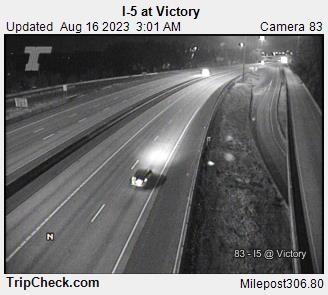 I-5 at Victory
Updated Aug 16 2023 3:01 AM Camera 83
T
N
83 - I5 @ Victory
TripCheck.com Milepost306.80